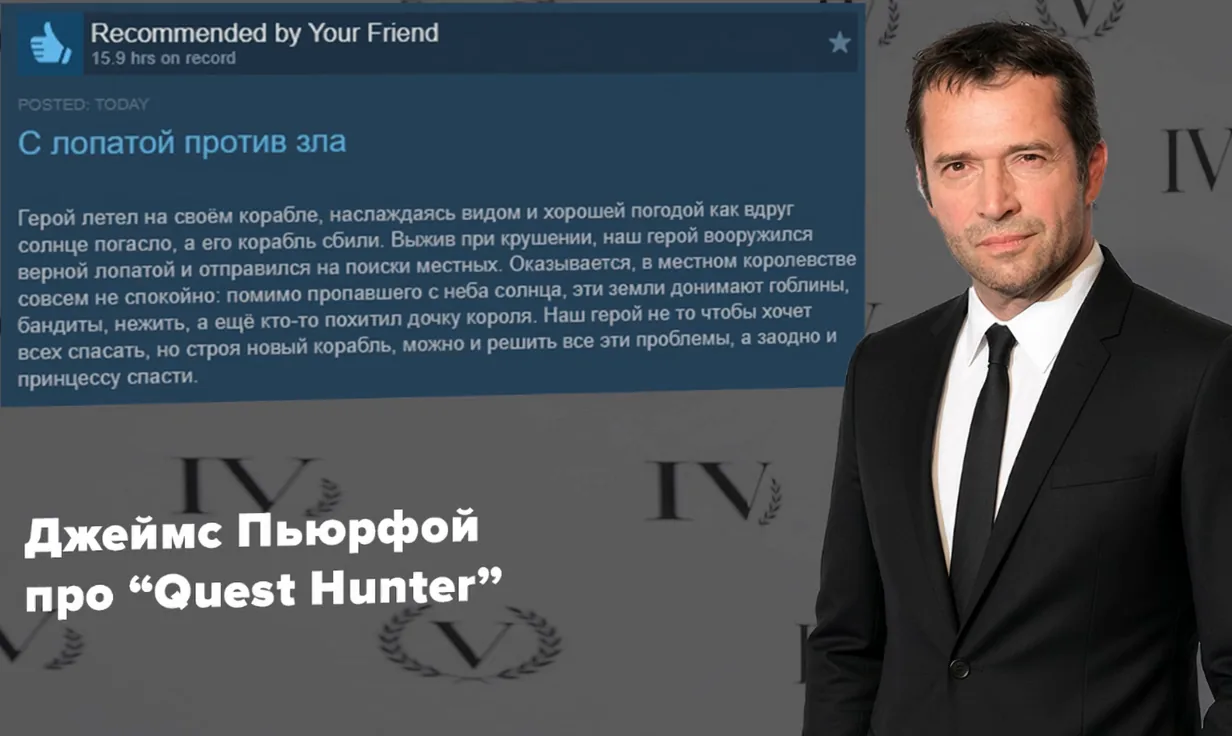 Recommended by Your Friend
15.9 hrs on record
POSTED: TODAY
С лопатой против зла
Герой летел на своём корабле, наслаждаясь видом и хорошей погодой как вдруг
солнце погасло, а его корабль сбили. Выжив при крушении, наш герой вооружился
верной лопатой и отправился на поиски местных. Оказывается, в местном королевстве
совсем не спокойно: помимо пропавшего с неба солнца, эти земли донимают гоблины,
бандиты, нежить, а ещё кто-то похитил дочку короля. Наш герой не то чтобы хочет
всех спасать, но строя новый корабль, можно и решить все эти проблемы, а заодно и
принцессу спасти.
V
IV
IV
IV
Джеймс Пьюрфой
про “Quest Hunter”
V
V